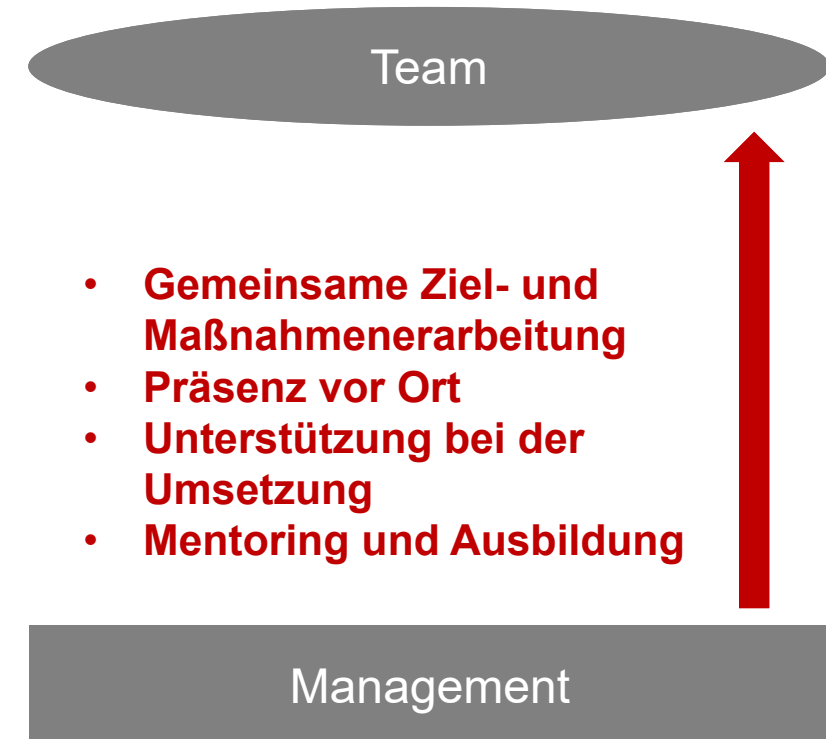 Team
• Gemeinsame Ziel- und
Maßnahmenerarbeitung
• Präsenz vor Ort
• Unterstützung bei der
Umsetzung
• Mentoring und Ausbildung
Management